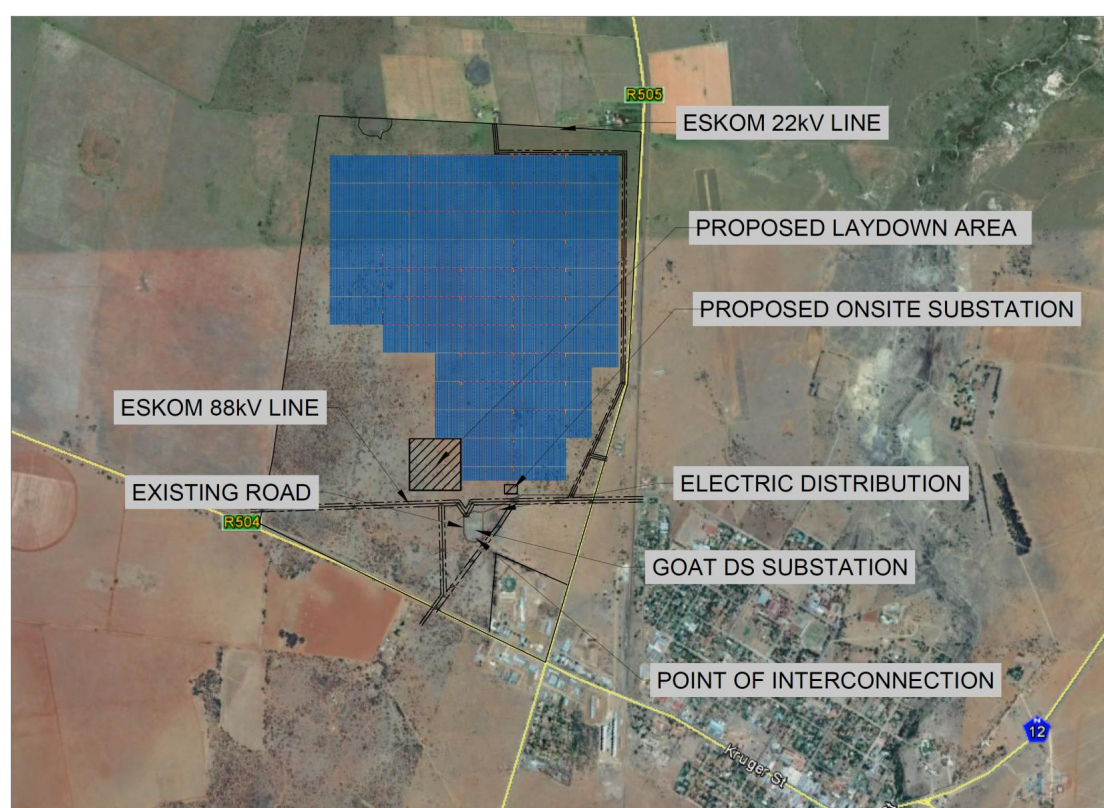 R505
ESKOM 22kV LINE
PROPOSED LAYDOWN AREA
PROPOSED ONSITE SUBSTATION
ESKOM 88kV LINE
EXISTING ROAD
ELECTRIC DISTRIBUTION
R504
GOAT DS SUBSTATION
POINT OF INTERCONNECTION
N
12
Kruger St